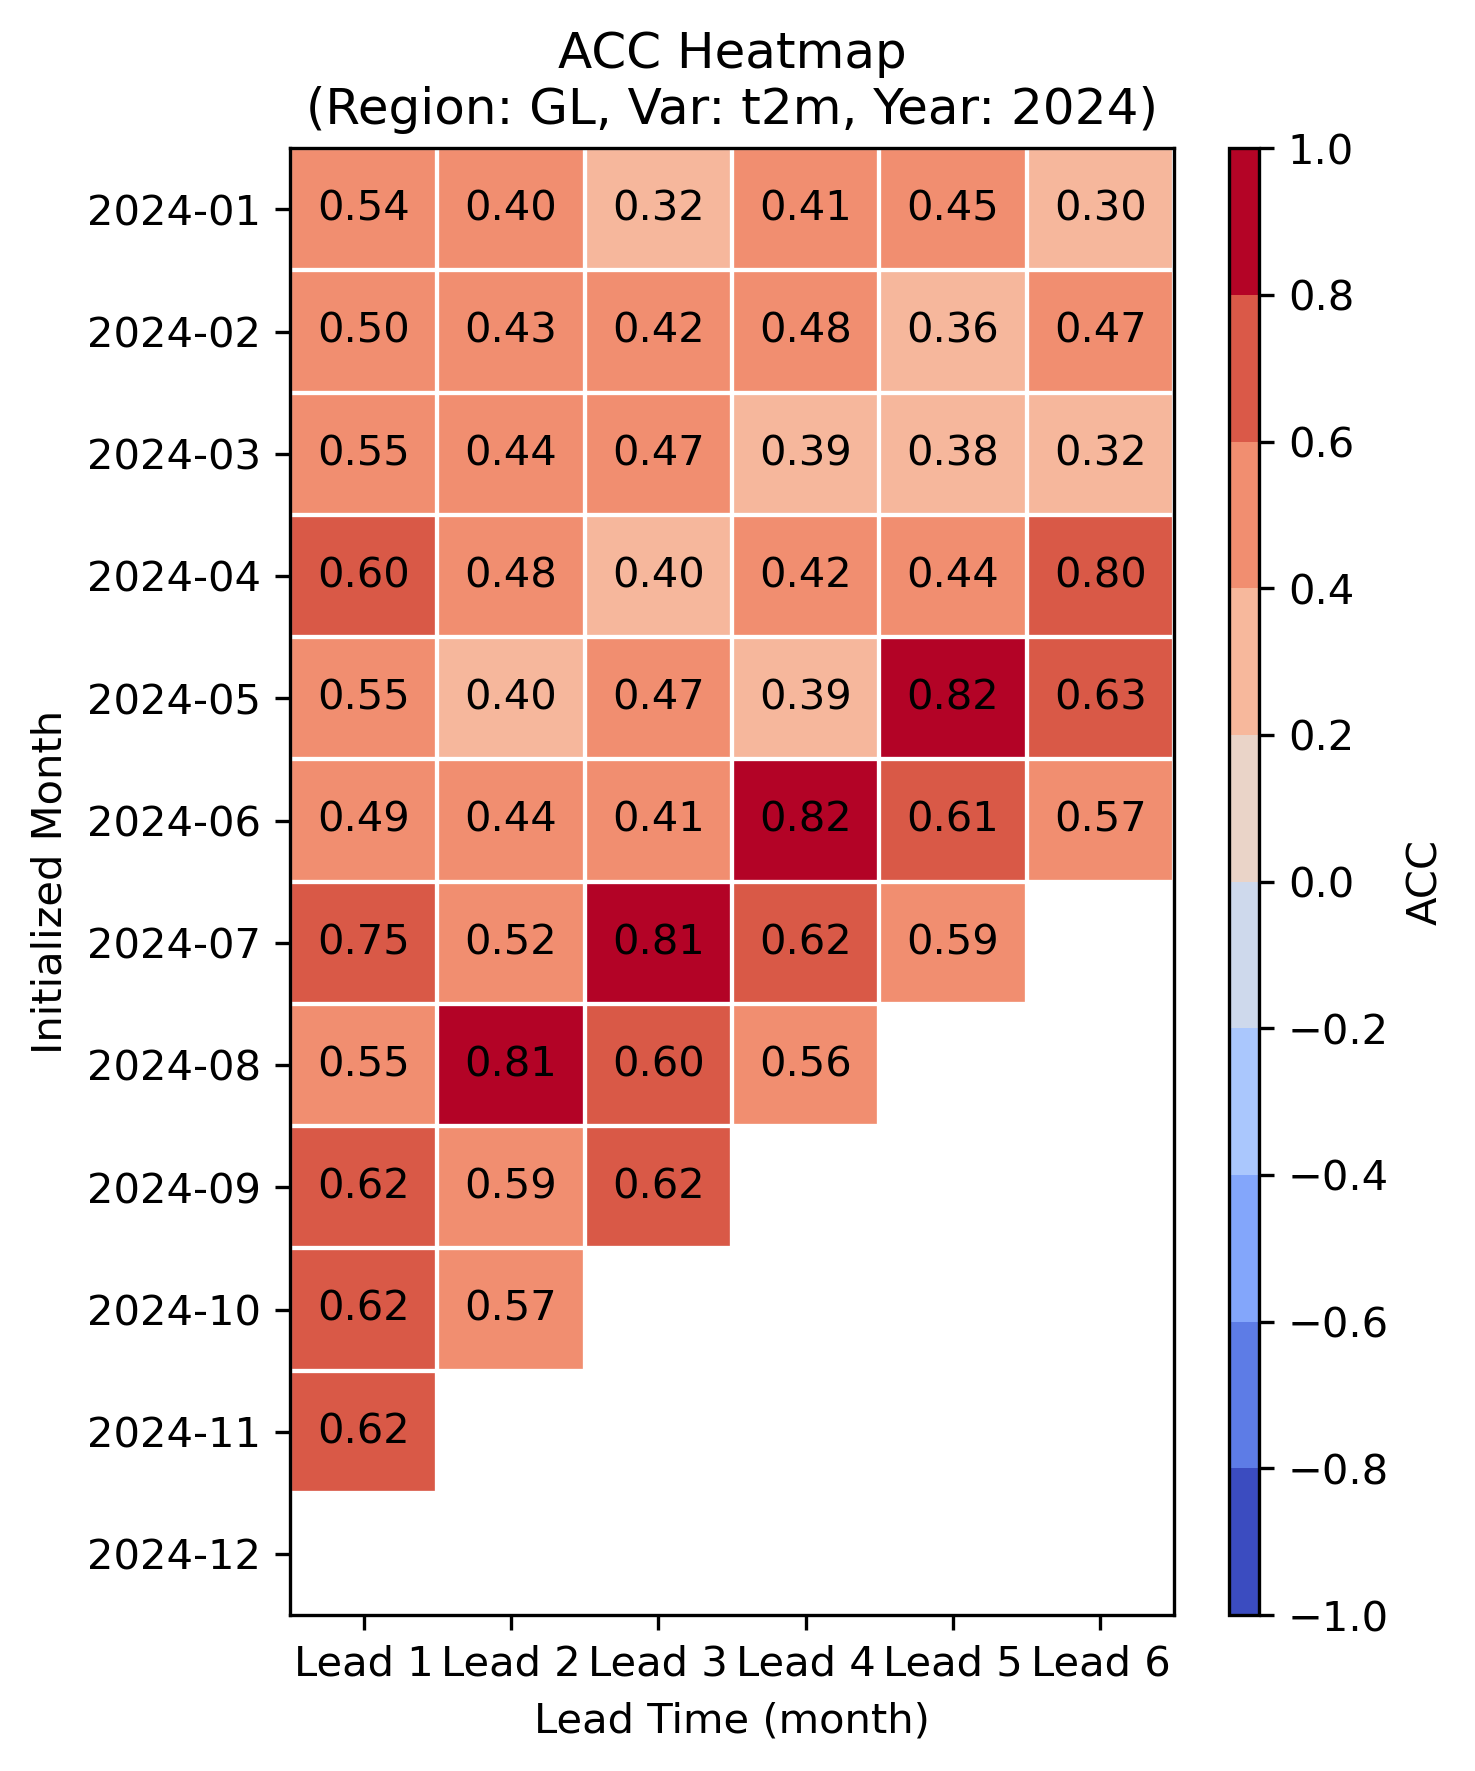 ACC Heatmap
(Region: GL, Var: t2m, Year: 2024)
Initialized Month
2024-01 0.54 0.40 0.32 0.41 0.45 0.30
2024-02 0.50 0.43 0.42 0.48 0.36 0.47
2024-03 0.55 0.44 0.47 0.39 0.38 0.32
2024-04 0.60 0.48 0.40 0.42 0.44 0.80
2024-05 0.55 0.40 0.47 0.39 0.82 0.63
2024-06 0.49 0.44 0.41 0.82 0.61 0.57
2024-07 0.75 0.52 0.81 0.62 0.59
2024-08 0.55 0.81 0.60 0.56
2024-09 0.62 0.59 0.62
2024-10 0.62 0.57
2024-11 0.62
2024-12
Lead 1 Lead 2 Lead 3 Lead 4 Lead 5 Lead 6
Lead Time (month)
1.0
0.8
0.6
0.4
0.2
0.0
−0.2
−0.4
−0.6
−0.8
−1.0
ACC